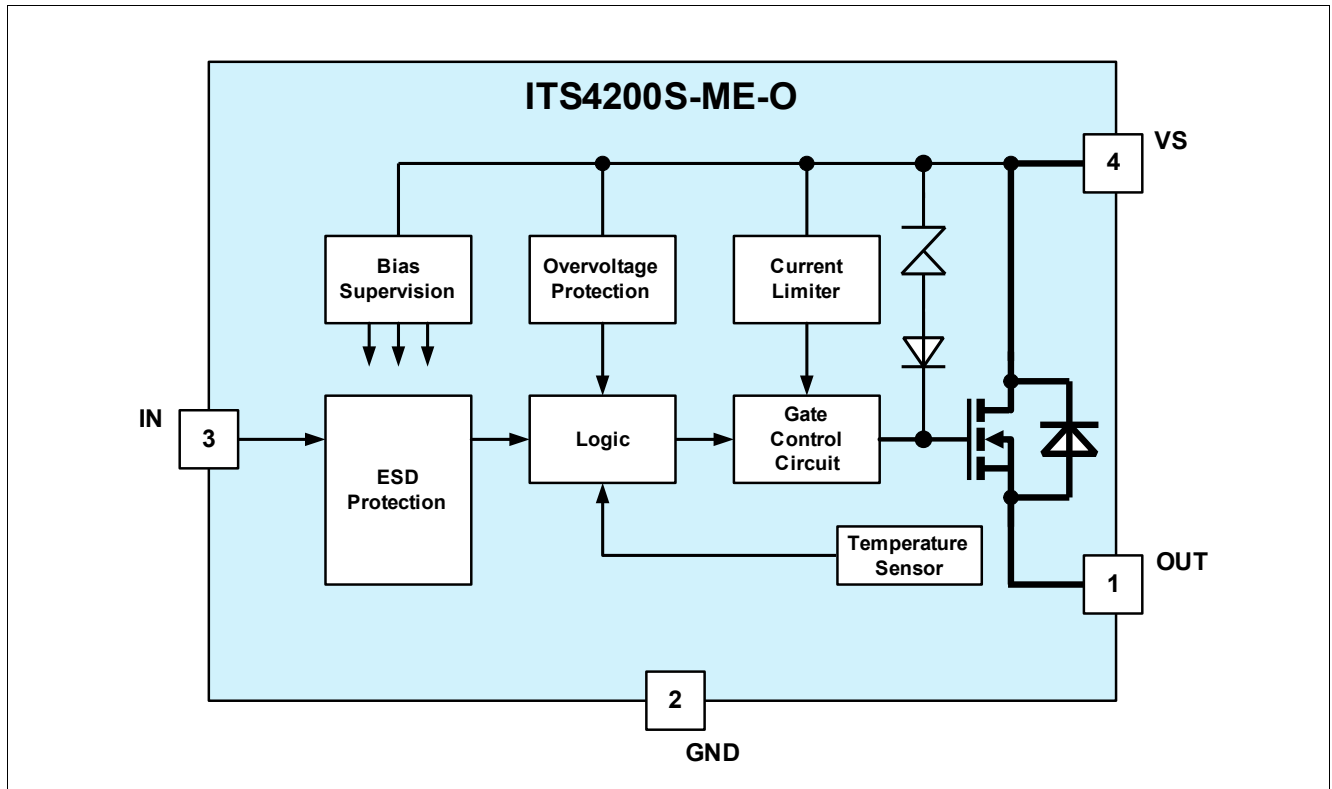 ITS4200S-ME-O
VS
4
Bias
Supervision
Overvoltage
Protection
Current
Limiter
IN
3
ESD
Protection
Logic
Gate
Control
Circuit
Temperature
Sensor
OUT
1
2
GND